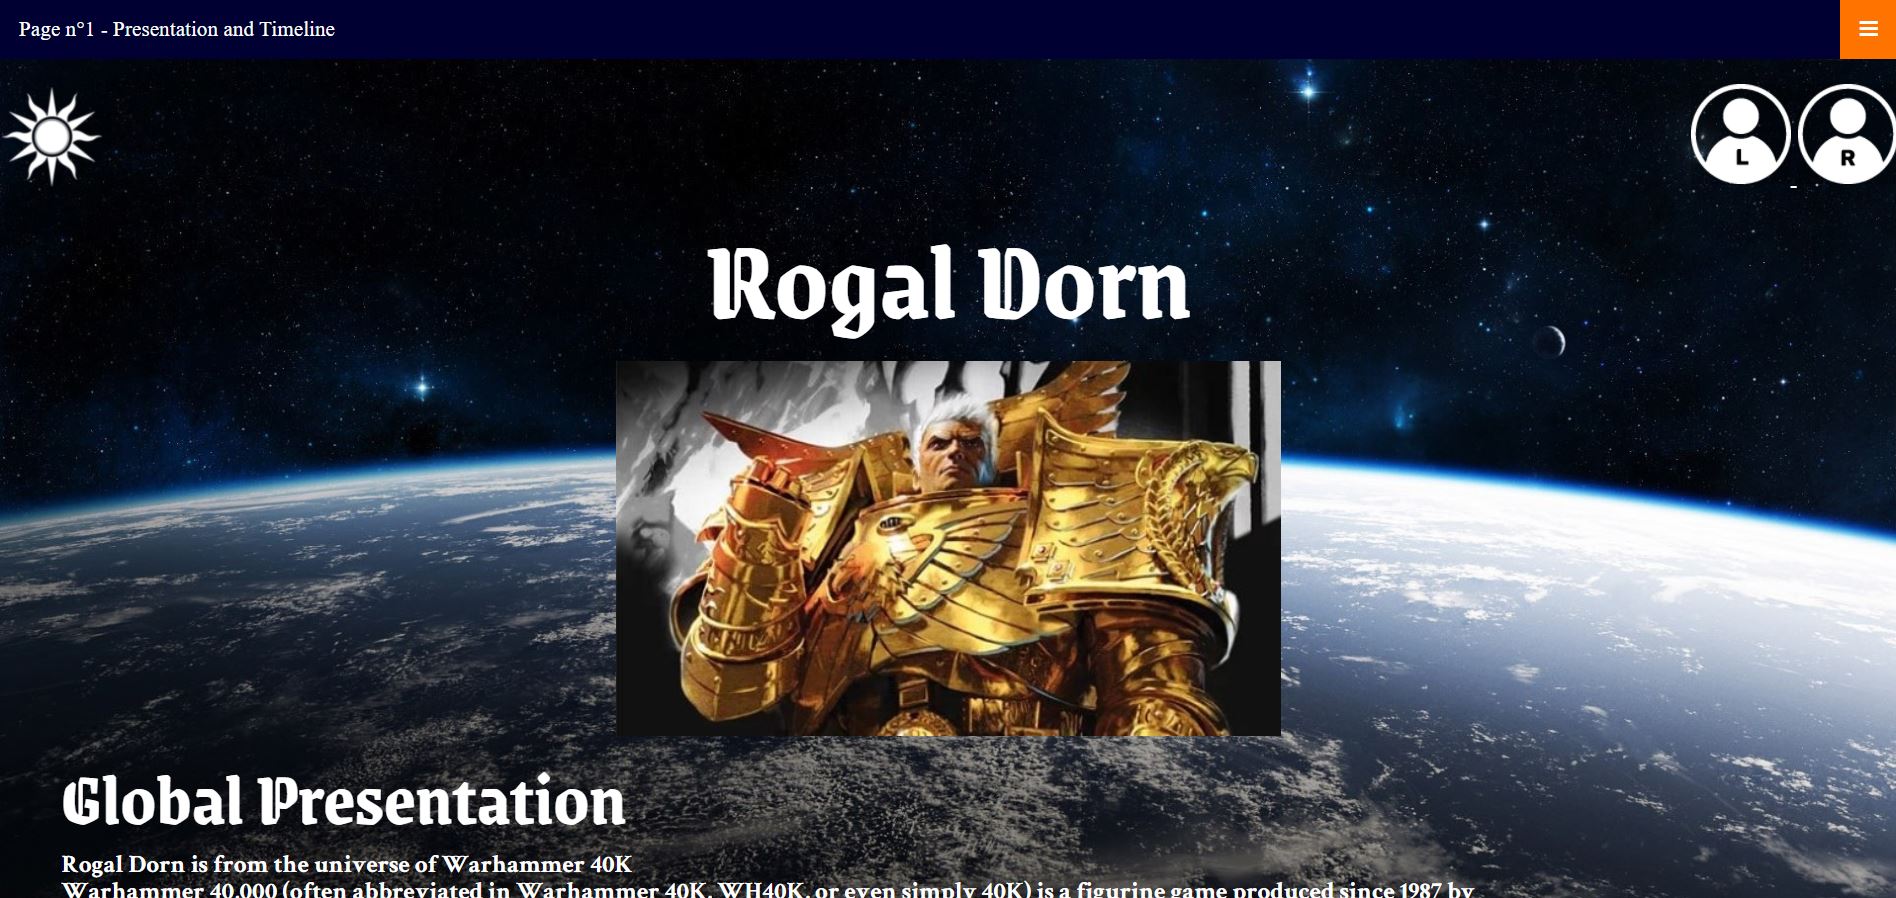 Page n°1 - Presentation and Timeline
L R
Rogal Dorn
Global Presentation
Rogal Dorn is from the universe of Warhammer 40K
Warhammer 40,000 (often abbreviated in Warhammer 40K, WH40K, or even simply 40K) is a figurine game produced since 1987 by